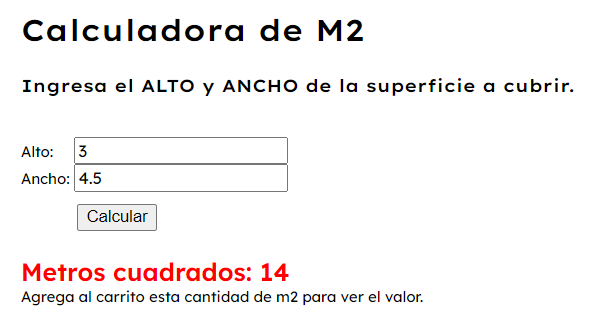 Calculadora de M2
Ingresa el ALTO y ANCHO de la superficie a cubrir.
Alto: 3
Ancho: 4.5
Calcular
Metros cuadrados: 14
Agrega al carrito esta cantidad de m2 para ver el valor.